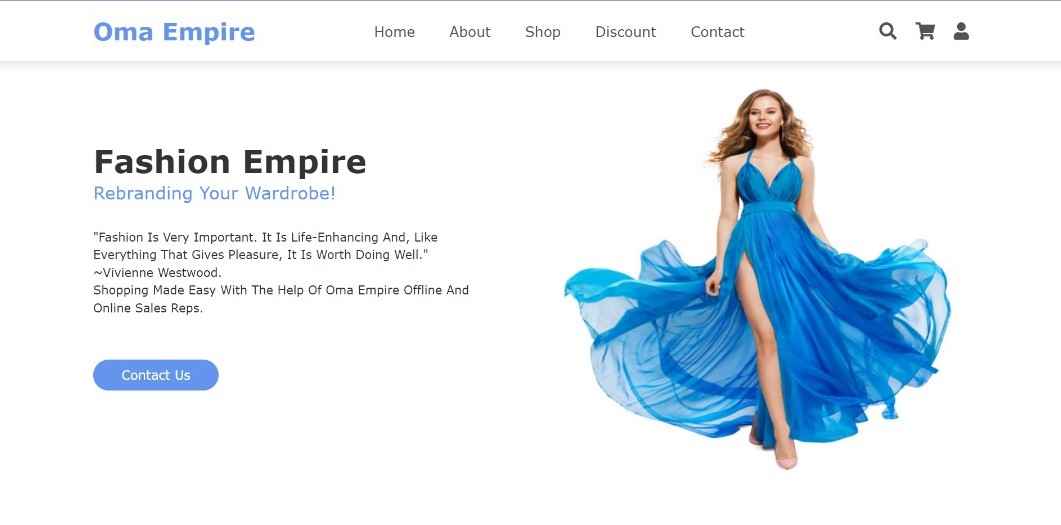 Oma Empire
Home About Shop Discount Contact
Fashion Empire
Rebranding Your Wardrobe!
"Fashion Is Very Important. It Is Life-Enhancing And, Like
Everything That Gives Pleasure, It Is Worth Doing Well."
~Vivienne Westwood.
Shopping Made Easy With The Help Of Oma Empire Offline And
Online Sales Reps.
Contact Us